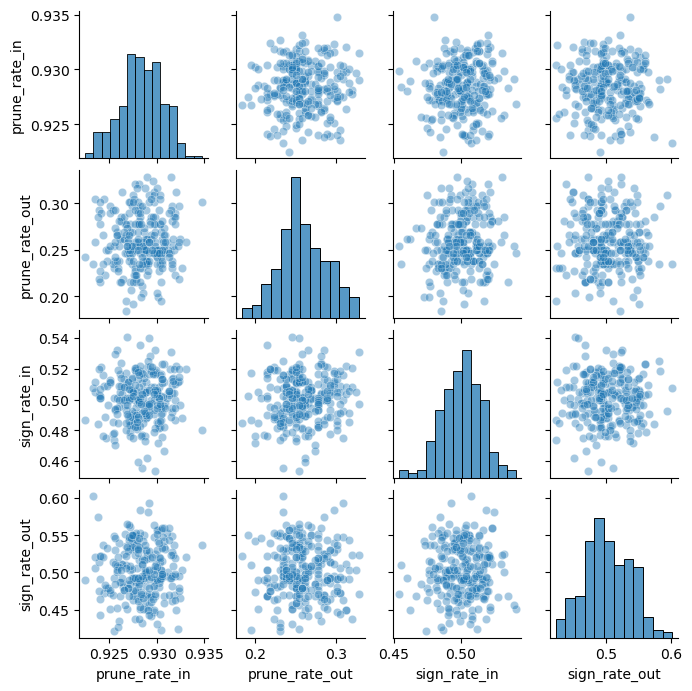 0.935
0.930
0.925
prune_rate_in
0.30
0.25
0.20
prune_rate_out
0.54
0.52
0.50
0.48
0.46
sign_rate_in
0.60
0.55
0.50
0.45
sign_rate_out
0.925 0.930 0.935
prune_rate_in
0.2 0.3
prune_rate_out
0.45 0.50
sign_rate_in
0.5 0.6
sign_rate_out